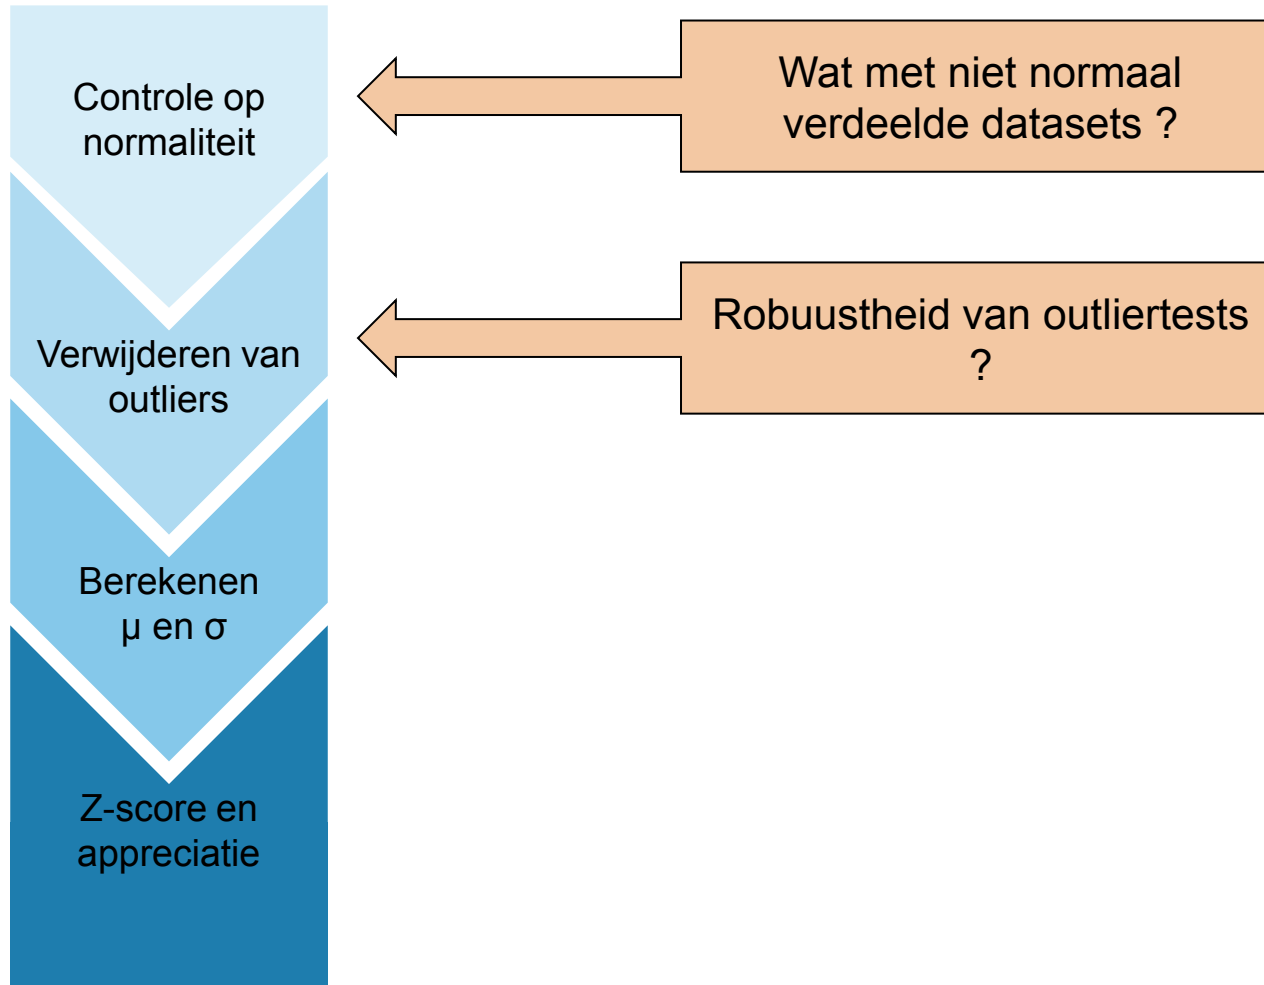 Controle op
normaliteit
Wat met niet normaal
verdeelde datasets ?
Verwijderen van
outliers
Robuustheid van outliertests
?
Berekenen
μ en σ
Z-score en
appreciatie